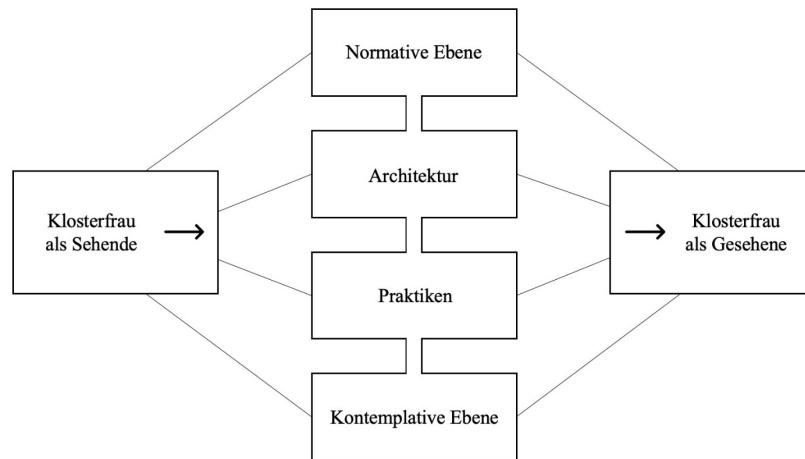 Normative Ebene
Architektur
Klosterfrau
als Sehende
Klosterfrau
als Gesehene
Praktiken
Kontemplative Ebene